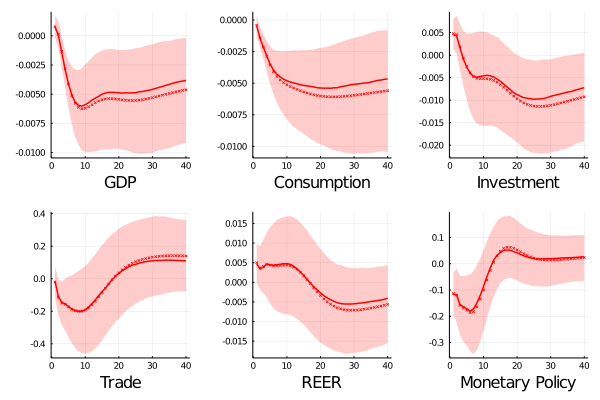 0.0000
-0.0025
-0.0050
-0.0075
-0.0100
0 10 20 30 40
GDP
0.0000
-0.0025
-0.0050
-0.0075
-0.0100
0 10 20 30 40
Consumption
0.005
0.000
-0.005
-0.010
-0.015
-0.020
0 10 20 30 40
Investment
0.4
0.2
0.0
-0.2
-0.4
0 10 20 30 40
Trade
0.015
0.010
0.005
0.000
-0.005
-0.010
-0.015
0 10 20 30 40
REER
0.1
0.0
-0.1
-0.2
-0.3
0 10 20 30 40
Monetary Policy